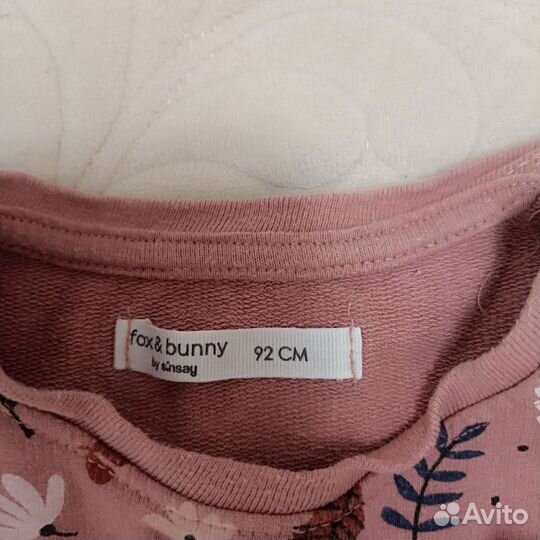 fox & bunny
by sinsay
92 CM
Avito